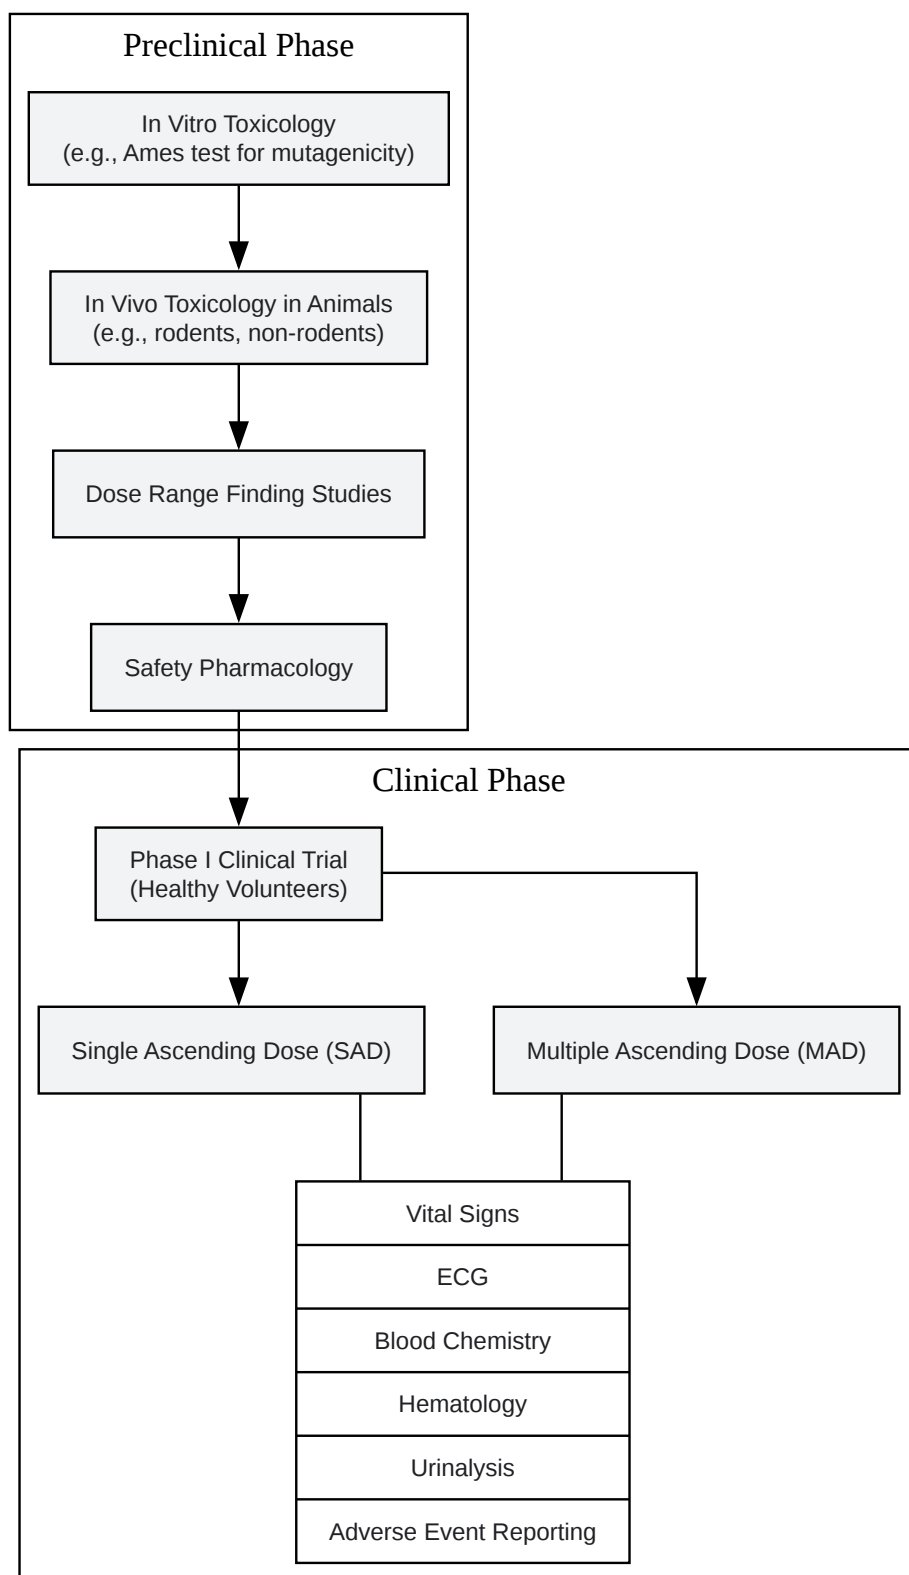 Preclinical Phase
In Vitro Toxicology
(e.g., Ames test for mutagenicity)
In Vivo Toxicology in Animals
(e.g., rodents, non-rodents)
Dose Range Finding Studies
Safety Pharmacology
Clinical Phase
Phase I Clinical Trial
(Healthy Volunteers)
Single Ascending Dose (SAD)
Multiple Ascending Dose (MAD)
Vital Signs
ECG
Blood Chemistry
Hematology
Urinalysis
Adverse Event Reporting